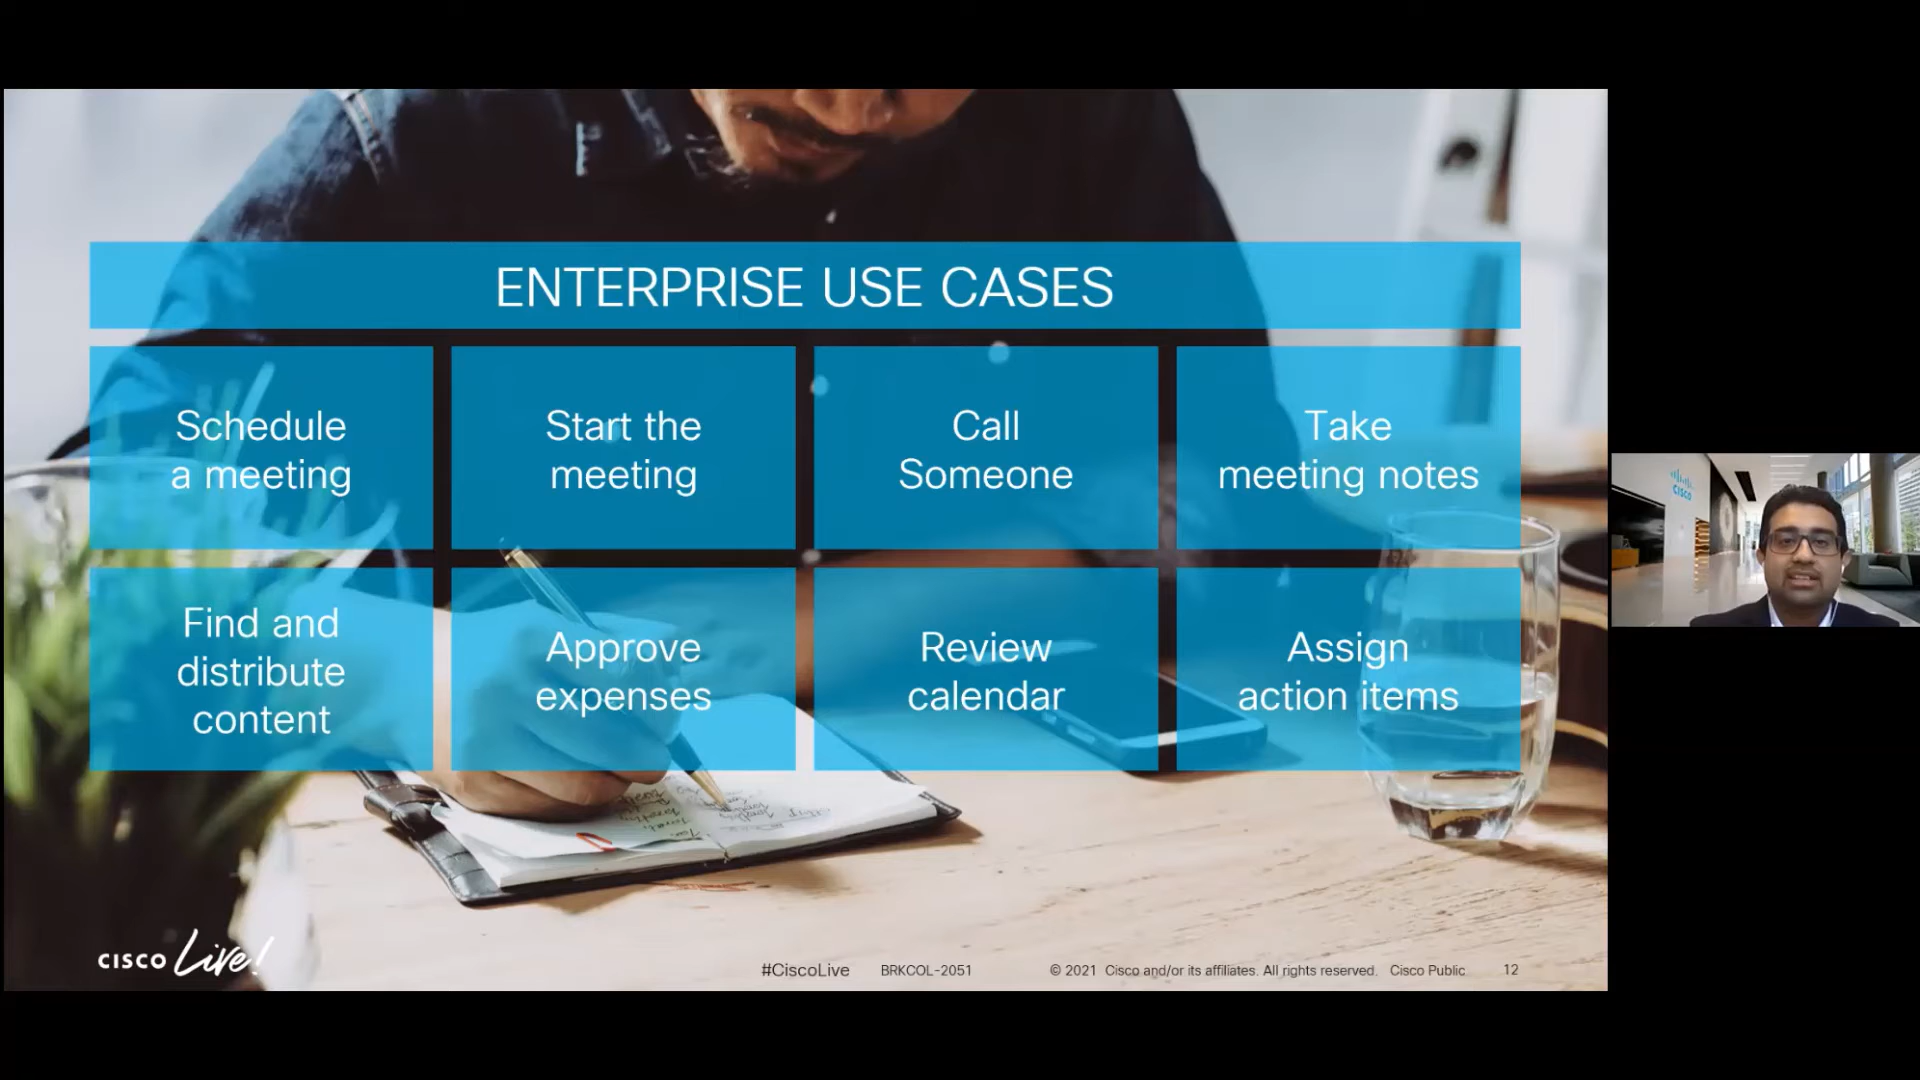 ENTERPRISE USE CASES
Schedule
a meeting
Start the
meeting
Call
Someone
Take
meeting notes
Find and
distribute
content
Approve
expenses
Review
calendar
Assign
action items
CISCO Live!
#CiscoLive BRKCOL-2051 © 2021 Cisco and/or its affiliates. All rights reserved. Cisco Public 12
CISCO